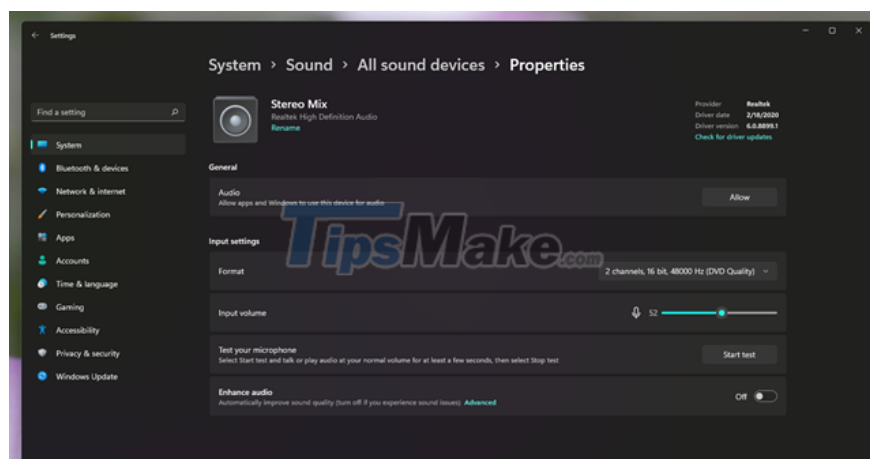 Settings
System > Sound > All sound devices > Properties
Find a setting
System
Bluetooth & devices
Network & internet
Personalization
Apps
Accounts
Time & language
Gaming
Accessibility
Privacy & security
Windows Update
Stereo Mix
Realtek High Definition Audio
Rename
Provider Realtek
Driver date 2/18/2020
Driver version 6.0.8899.1
Check for driver updates
General
Audio
Allow apps and Windows to use this device for audio
Allow
TipsMake.com
Input settings
Format
2 channels, 16 bit, 48000 Hz (DVD Quality)
Input volume
52
Test your microphone
Select Start test and talk or play audio at your normal volume for at least a few seconds, then select Stop test
Start test
Enhance audio
Automatically improve sound quality (turn off if you experience sound issues) Advanced
Off